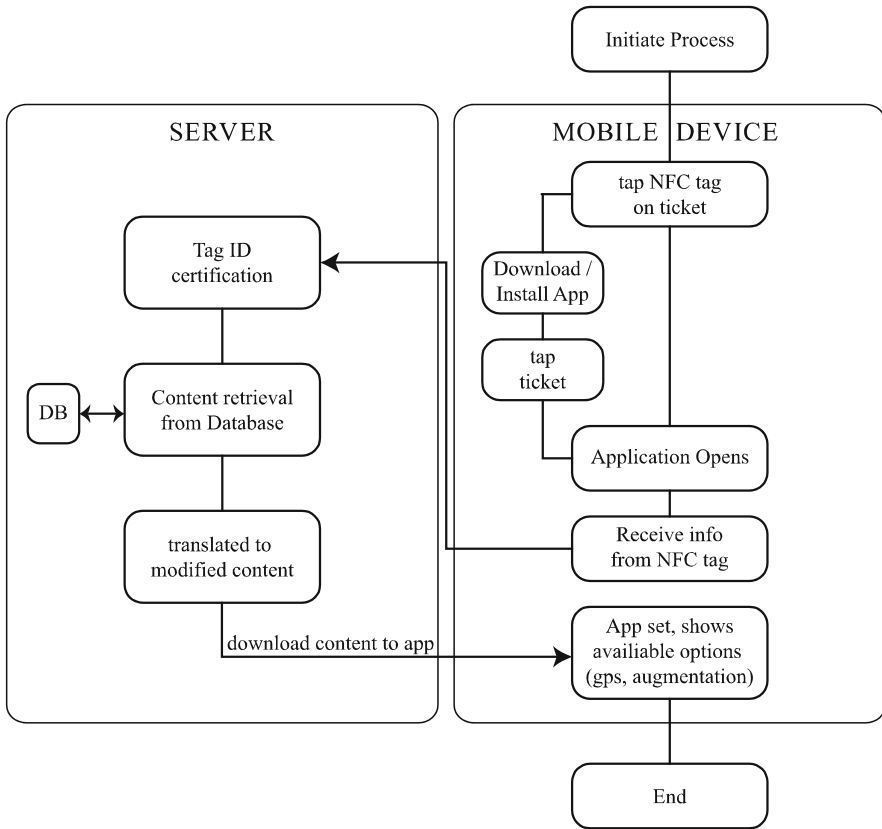 Initiate Process
SERVER
MOBILE DEVICE
tap NFC tag
on ticket
Tag ID
certification
Download /
Install App
tap
ticket
DB
Content retrieval
from Database
Application Opens
translated to
modified content
Receive info
from NFC tag
download content to app
App set, shows
availiable options
(gps, augmentation)
End